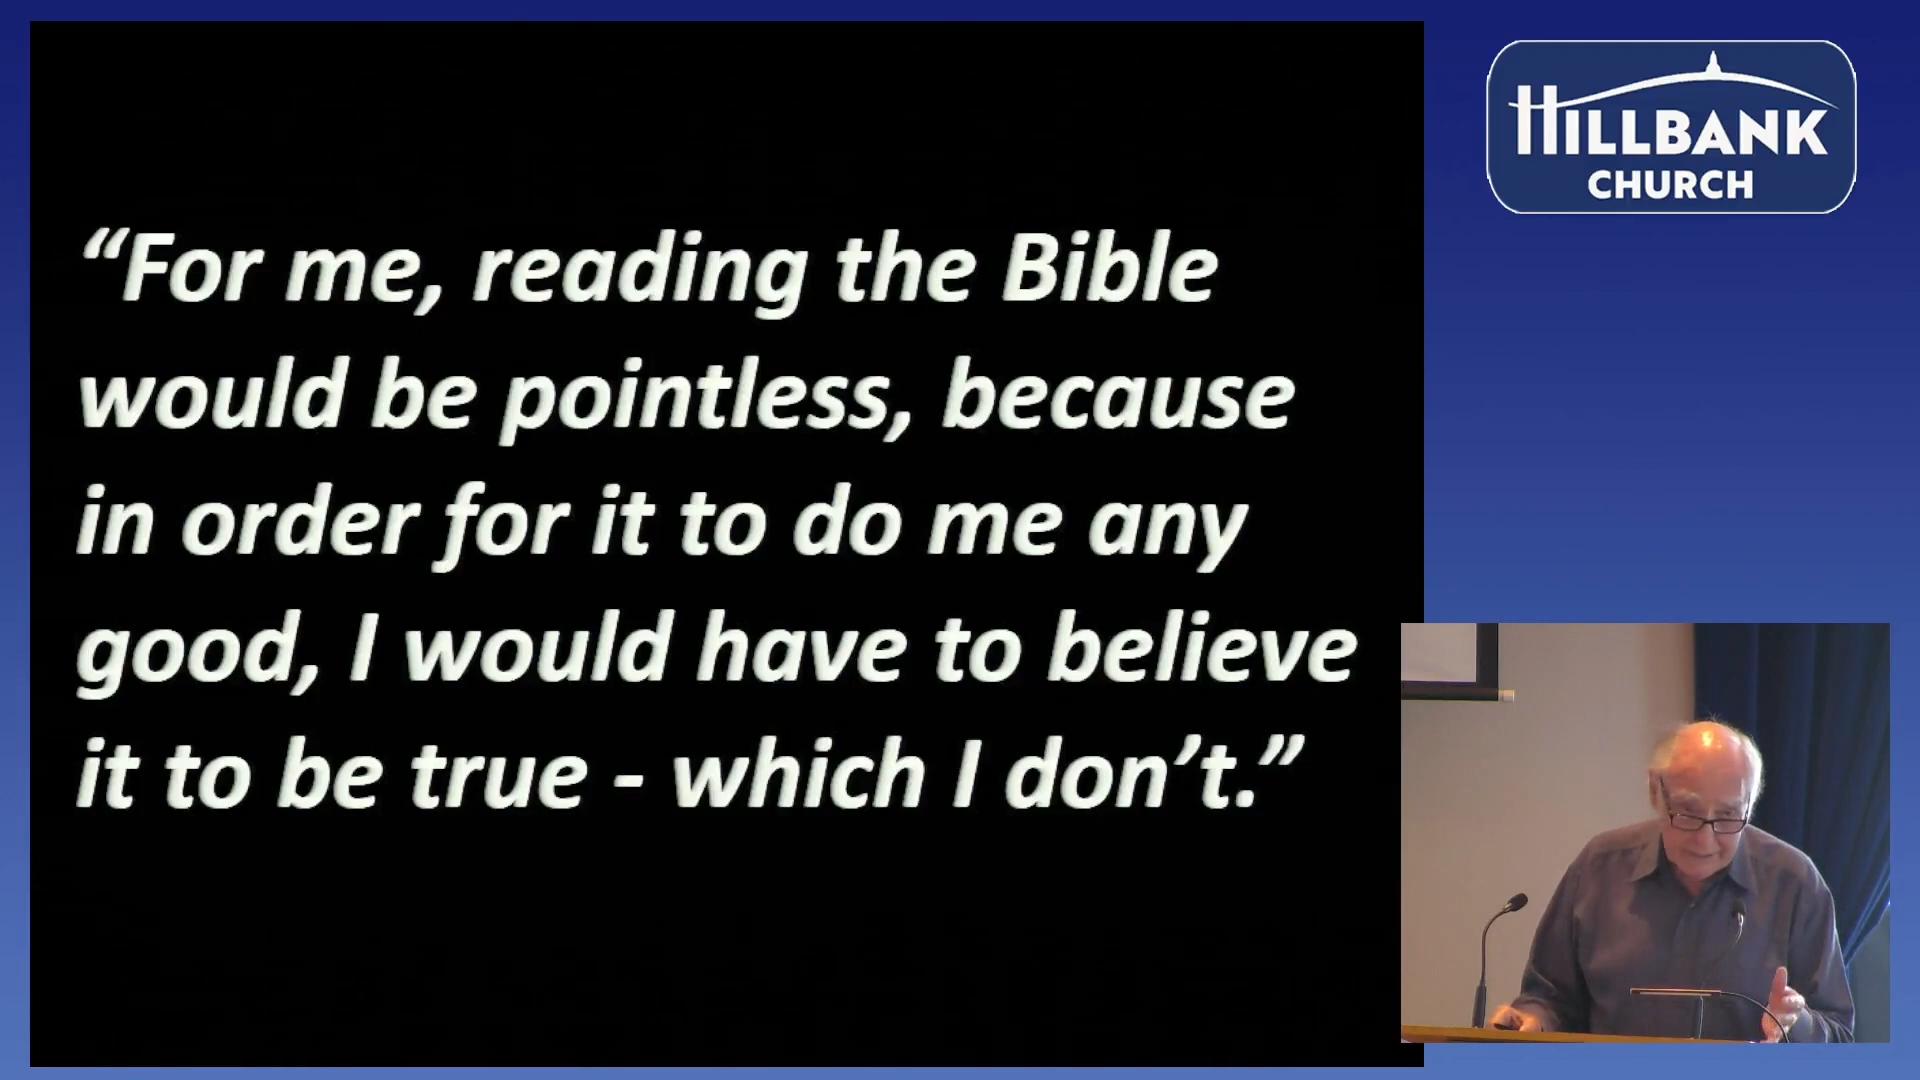 “For me, reading the Bible
would be pointless, because
in order for it to do me any
good, I would have to believe
it to be true - which I don’t.”
HILLBANK
CHURCH